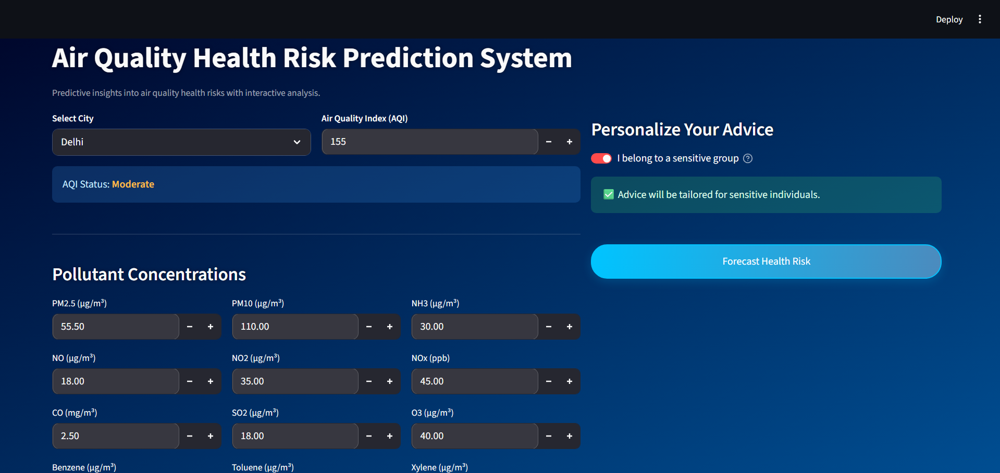 Deploy
Air Quality Health Risk Prediction System
Predictive insights into air quality health risks with interactive analysis.
Select City
Air Quality Index (AQI)
Delhi
155
AQI Status: Moderate
Personalize Your Advice
I belong to a sensitive group
Advice will be tailored for sensitive individuals.
Forecast Health Risk
Pollutant Concentrations
PM2.5 (µg/m³)
PM10 (µg/m³)
NH3 (µg/m³)
55.50
110.00
30.00
NO (µg/m³)
NO2 (µg/m³)
NOx (ppb)
18.00
35.00
45.00
CO (mg/m³)
SO2 (µg/m³)
O3 (µg/m³)
2.50
18.00
40.00
Benzene (µg/m³)
Toluene (µg/m³)
Xylene (µg/m³)